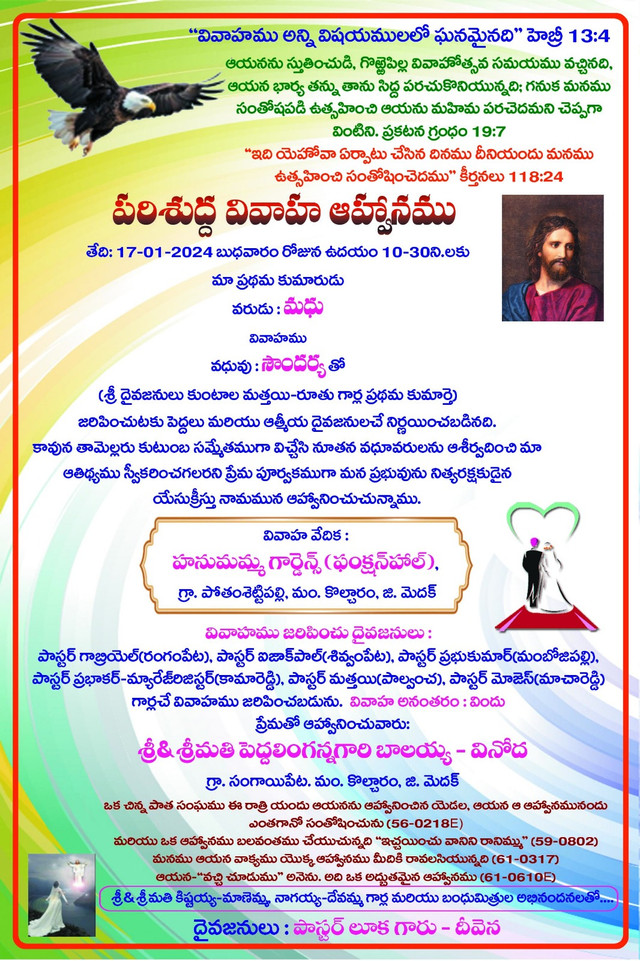 “వివాహము అన్ని విషయములలో ఘనమైనది” హెబ్రీ 13:4
ఆయనను స్తుతించుడి, గొఱ్ఱెపిల్ల వివాహోత్సవ సమయము వచ్చినది,
ఆయన భార్య తన్ను తాను సిద్ద పరచుకొనియున్నది; గనుక మనము
సంతోషపడి ఉత్సహించి ఆయను మహిమ పరచెదమని చెప్పగా
వింటిని. ప్రకటన గ్రంధం 19:7
“ఇది యెహోవా ఏర్పాటు చేసిన దినము దీనియందు మనము
ఉత్సహించి సంతోషించెదము” కీర్తనలు 118:24
పరిశుద్ద వివాహ ఆహ్వానము
తేది: 17-01-2024 బుధవారం రోజున ఉదయం 10-30ని.లకు
మా ప్రథమ కుమారుడు
వరుడు : మధు
వివాహము
వధువు : సౌందర్య తో
(శ్రీ దైవజనులు కుంటాల మత్తయి-రూతు గార్ల ప్రథమ కుమార్తె)
జరిపించుటకు పెద్దలు మరియు ఆత్మీయ దైవజనులచే నిర్ణయించబడినది.
కావున తామెల్లరు కుటుంబ సమ్మేతముగా విచ్చేసి నూతన వధూవరులను ఆశీర్వదించి మా
ఆతిథ్యము స్వీకరించగలరని ప్రేమ పూర్వకముగా మన ప్రభువును నిత్యరక్షకుడైన
యేసుక్రీస్తు నామమున ఆహ్వానించుచున్నాము.
వివాహ వేదిక :
హనుమమ్మ గార్డెన్స్ (ఫంక్షన్‌హాల్),
గ్రా. పోతంశెట్టిపల్లి, మం. కొల్చారం, జి. మెదక్
వివాహము జరిపించు దైవజనులు :
పాస్టర్ గాబ్రియెల్(రంగంపేట), పాస్టర్ ఐజాక్‌పాల్(శివ్వంపేట), పాస్టర్ ప్రభుకుమార్(మంబోజిపల్లి),
పాస్టర్ ప్రభాకర్-మ్యారేజ్‌రిజిస్టర్(కామారెడ్డి), పాస్టర్ మత్తయి(పాల్వంచ), పాస్టర్ మోజెస్(మాచారెడ్డి)
గార్లచే వివాహము జరిపించబడును. వివాహ అనంతరం : విందు
ప్రేమతో ఆహ్వానించువారు:
శ్రీ& శ్రీమతి పెద్దలింగన్నగారి బాలయ్య - వినోద
గ్రా. సంగాయిపేట. మం. కొల్చారం, జి. మెదక్
ఒక చిన్న పాత సంఘము ఈ రాత్రి యందు ఆయనను ఆహ్వానించిన యెడల, ఆయన ఆ ఆహ్వానమునందు
ఎంతగానో సంతోషించును (56-0218E)
మరియు ఒక ఆహ్వానము బలవంతము చేయుచున్నది “ఇచ్చయించు వానిని రానిమ్ము” (59-0802)
మనము ఆయన వాక్యము యొక్క ఆహ్వానము మీదికి రావలసియున్నది (61-0317)
ఆయన-“వచ్చి చూడుము” అనెను. అది ఒక అద్భుతమైన ఆహ్వానము (61-0610E)
శ్రీ& శ్రీమతి కిష్టయ్య-మాణెమ్మ, నాగయ్య-దేవమ్మ గార్ల మరియు బంధుమిత్రుల అభినందనలతో....
దైవజనులు : పాస్టర్ లూక గారు - దీవెన